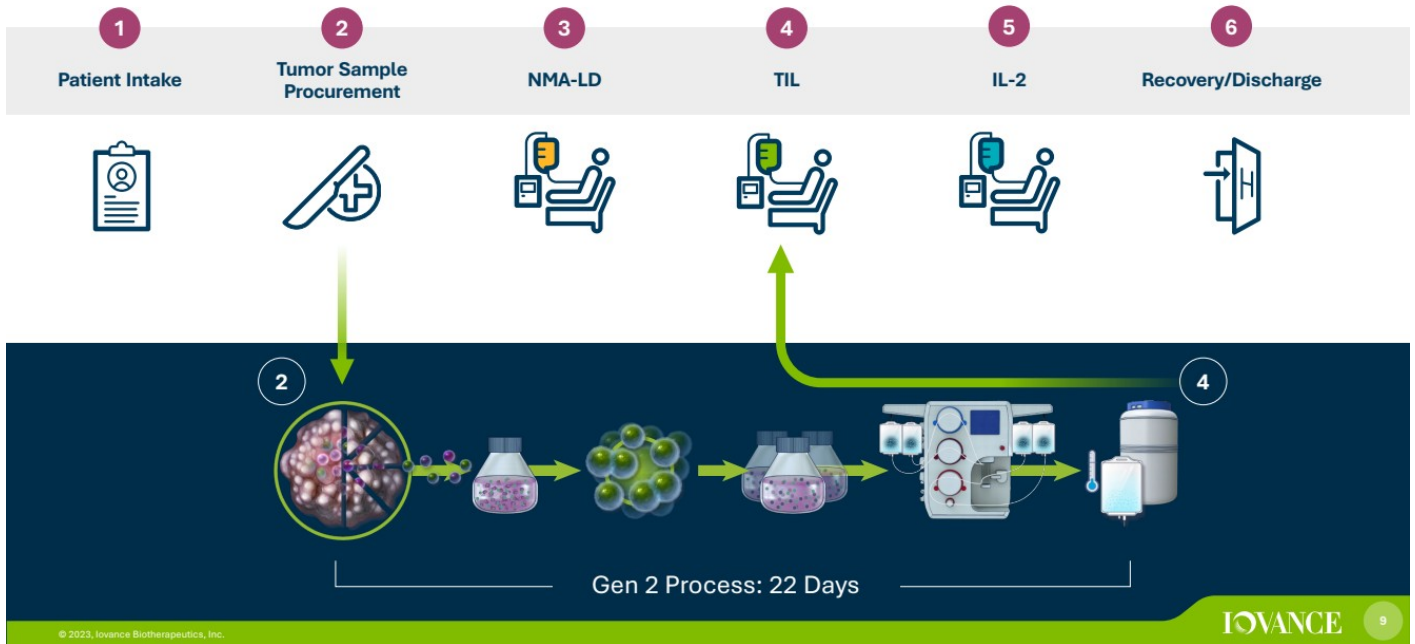 1
2
3
4
5
6
Patient Intake
Tumor Sample
Procurement
NMA-LD
TIL
IL-2
Recovery/Discharge
H
2
4
Gen 2 Process: 22 Days
© 2023, Iovance Biotherapeutics, Inc.
IOVANCE
9